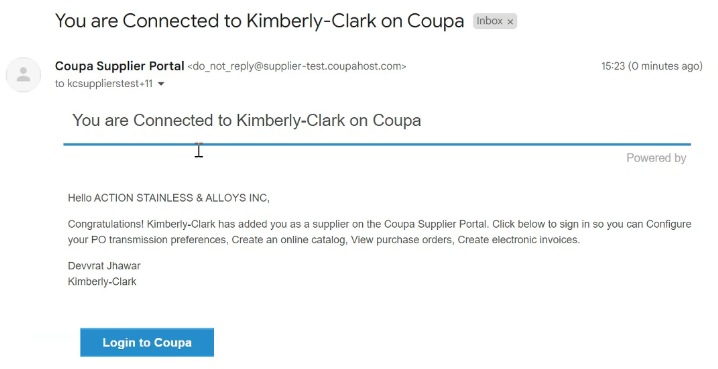 You are Connected to Kimberly-Clark on Coupa Inbox x
Coupa Supplier Portal <do_not_reply@supplier-test.coupahost.com> 15:23 (0 minutes ago)
to kcsupplierstest+11
You are Connected to Kimberly-Clark on Coupa
Powered by
Hello ACTION STAINLESS & ALLOYS INC,
Congratulations! Kimberly-Clark has added you as a supplier on the Coupa Supplier Portal. Click below to sign in so you can Configure
your PO transmission preferences, Create an online catalog, View purchase orders, Create electronic invoices.
Devvrat Jhawar
Kimberly-Clark
Login to Coupa